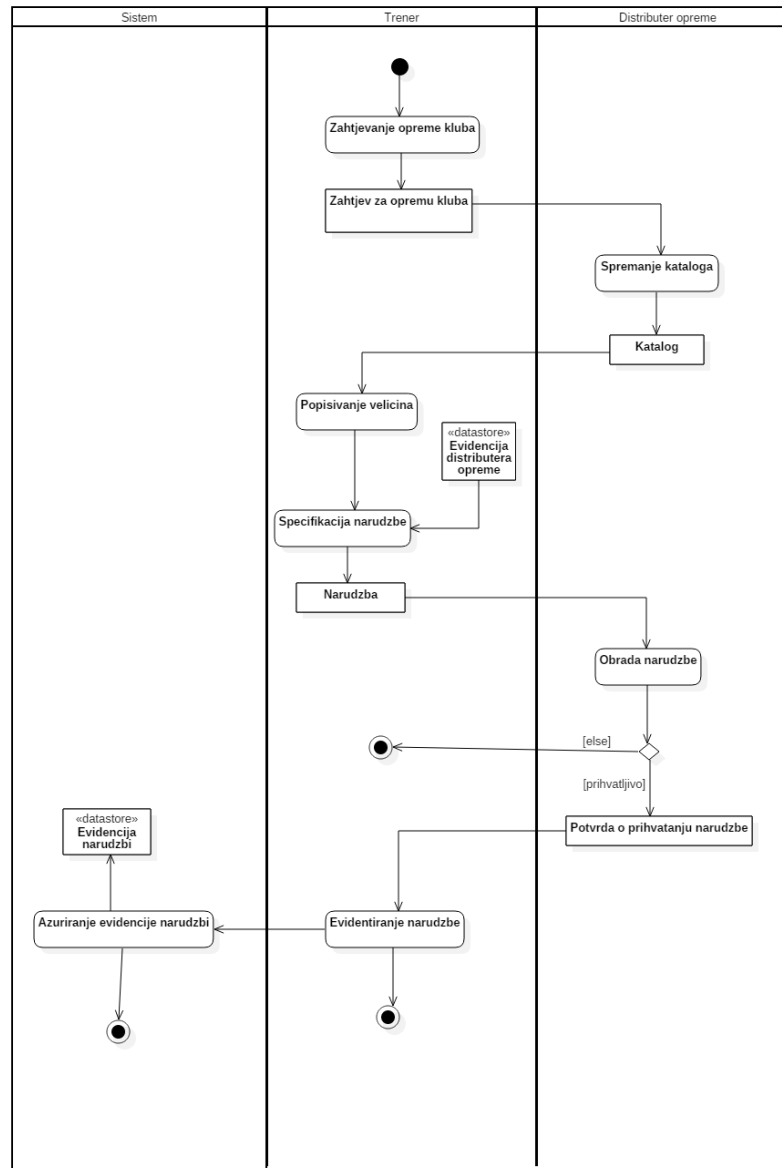 Sistem
Trener
Distributer opreme
Zahtjevanje opreme kluba
Zahtjev za opremu kluba
Spremanje kataloga
Katalog
Popisivanje velicina
«datastore»
Evidencija
distributera
opreme
Specifikacija narudzbe
Narudzba
Obrada narudzbe
[else]
[prihvatljivo]
«datastore»
Evidencija
narudzbi
Potvrda o prihvatanju narudzbe
Azuriranje evidencije narudzbi
Evidentiranje narudzbe